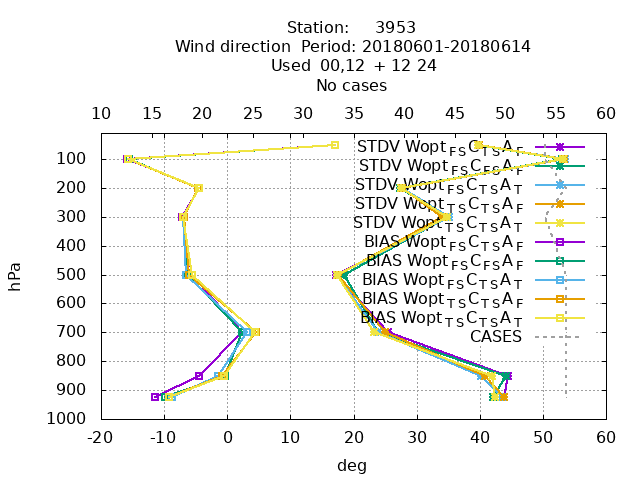 Station: 3953
Wind direction Period: 20180601-20180614
Used 00,12 + 12 24
No cases
10 15 20 25 30 35 40 45 50 55 60
100
200
300
400
500
600
700
800
900
1000
hPa
STDV Wopt FS C TS A F
STDV Wopt FS C FS A F
STDV Wopt FS C TS A T
STDV Wopt TS C TS A F
STDV Wopt TS C TS A T
BIAS Wopt FS C TS A F
BIAS Wopt FS C FS A F
BIAS Wopt FS C TS A T
BIAS Wopt TS C TS A F
BIAS Wopt TS C TS A T
CASES
-20 -10 0 10 20 30 40 50 60
deg